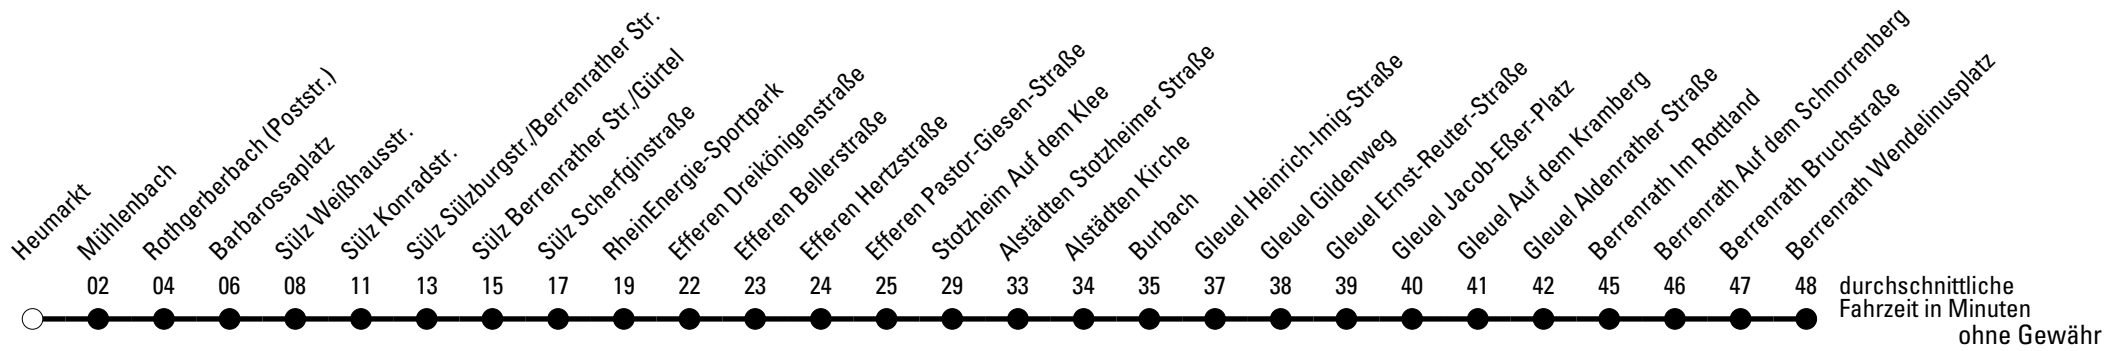 Heumarkt
Mühlenbach
Rothgerberbach (Poststr.)
Barbarossaplatz
Sülz Weißhausstr.
Sülz Konradstr.
Sülz Sülzburgstr./Berrenrather Str.
Sülz Berrenrather Str./Gürtel
Sülz Scherfginstraße
RheinEnergie-Sportpark
Efferen Dreikönigenstraße
Efferen Bellerstraße
Efferen Hertzstraße
Efferen Pastor-Giesen-Straße
Stotzheim Auf dem Klee
Alstädten Stotzheimer Straße
Alstädten Kirche
Burbach
Gleuel Heinrich-Imig-Straße
Gleuel Gildenweg
Gleuel Ernst-Reuter-Straße
Gleuel Jacob-Eßer-Platz
Gleuel Auf dem Kramberg
Gleuel Aldenrather Straße
Berrenrath Im Rottland
Berrenrath Auf dem Schnorrenberg
Berrenrath Bruchstraße
Berrenrath Wendelinusplatz
02 04 06 08 11 13 15 17 19 22 23 24 25 29 33 34 35 37 38 39 40 41 42 45 46 47 48 durchschnittliche
Fahrzeit in Minuten
ohne Gewähr